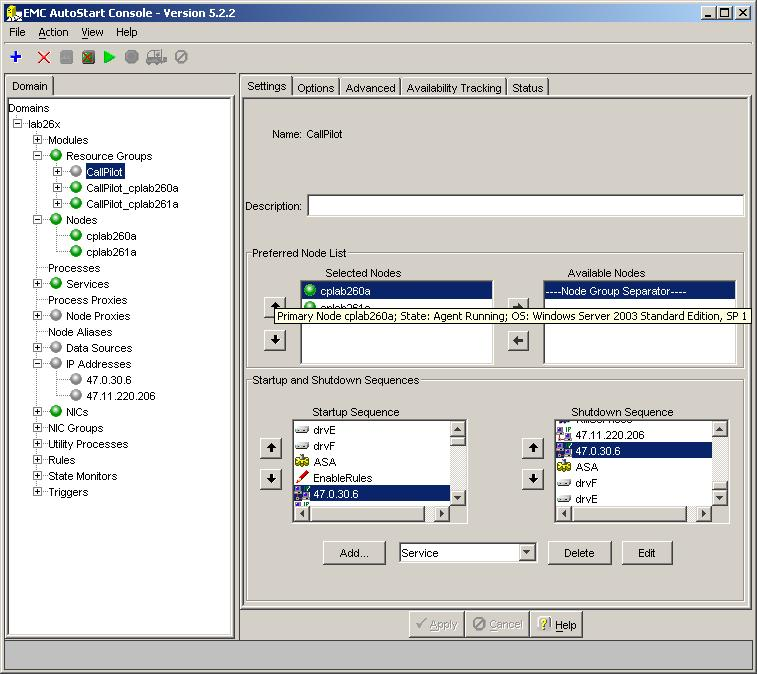 EMC AutoStart Console - Version 5.2.2
File Action View Help
Domain
Settings Options Advanced Availability Tracking Status
Domains
lab26x
Modules
Resource Groups
CallPilot
CallPilot_cplab260a
CallPilot_cplab261a
Nodes
cplab260a
cplab261a
Processes
Services
Process Proxies
Node Proxies
Node Aliases
Data Sources
IP Addresses
47.0.30.6
47.11.220.206
NICs
NIC Groups
Utility Processes
Rules
State Monitors
Triggers
Name: CallPilot
Description:
Preferred Node List
Selected Nodes
cplab260a
Available Nodes
----Node Group Separator----
Primary Node cplab260a; State: Agent Running; OS: Windows Server 2003 Standard Edition, SP 1
Startup and Shutdown Sequences
Startup Sequence
drvE
drvF
ASA
EnableRules
47.0.30.6
Shutdown Sequence
47.11.220.206
47.0.30.6
ASA
drvF
drvE
Add... Service Delete Edit
Apply Cancel Help